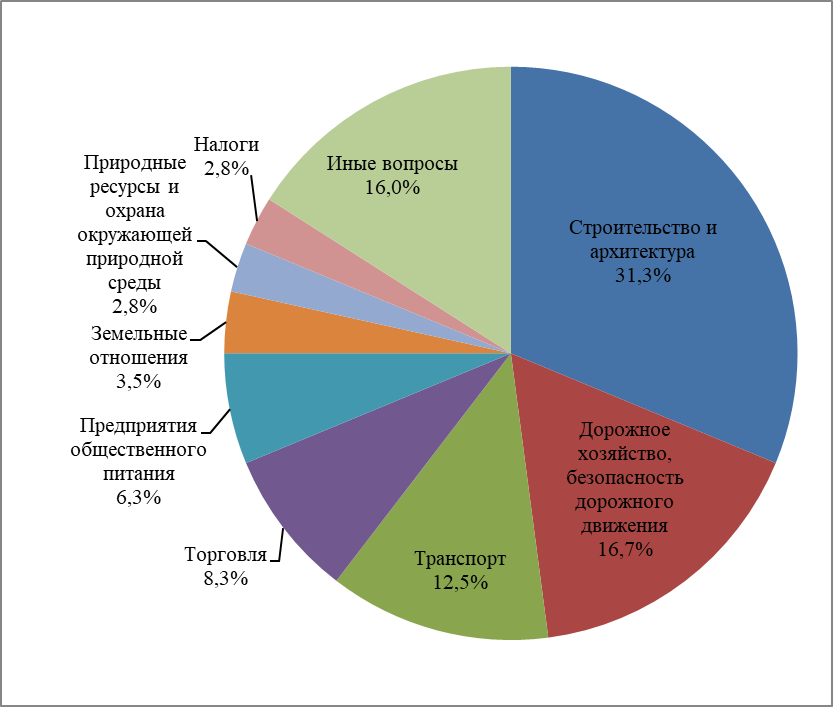 Налоги
2,8%
Природные
ресурсы и
охрана
окружающей
природной
среды
2,8%
Земельные
отношения
3,5%
Предприятия
общественного
питания
6,3%
Торговля
8,3%
Иные вопросы
16,0%
Строительство и
архитектура
31,3%
Дорожное
хозяйство,
безопасность
дорожного
движения
16,7%
Транспорт
12,5%